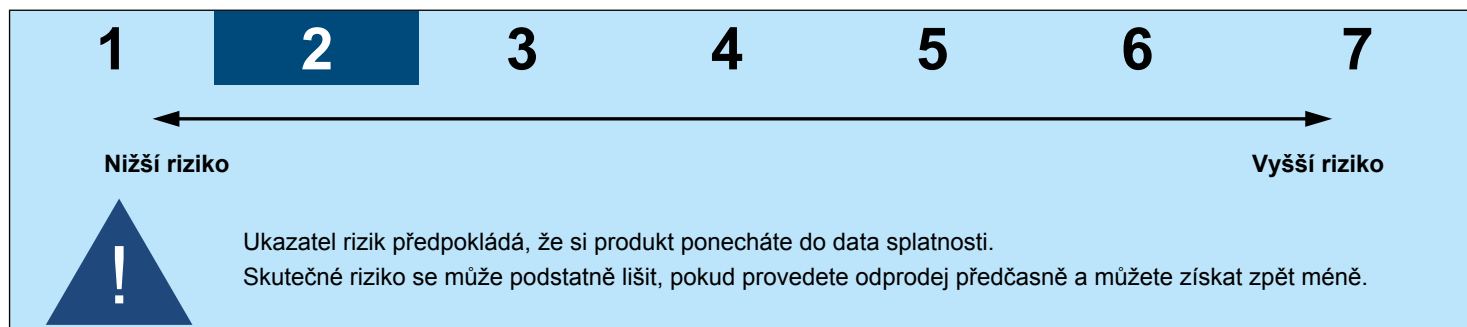 1 2 3 4 5 6 7
Nižší riziko Vyšší riziko
!
Ukazatel rizik předpokládá, že si produkt ponecháte do data splatnosti.
Skutečné riziko se může podstatně lišit, pokud provedete odprodej předčasně a můžete získat zpět méně.